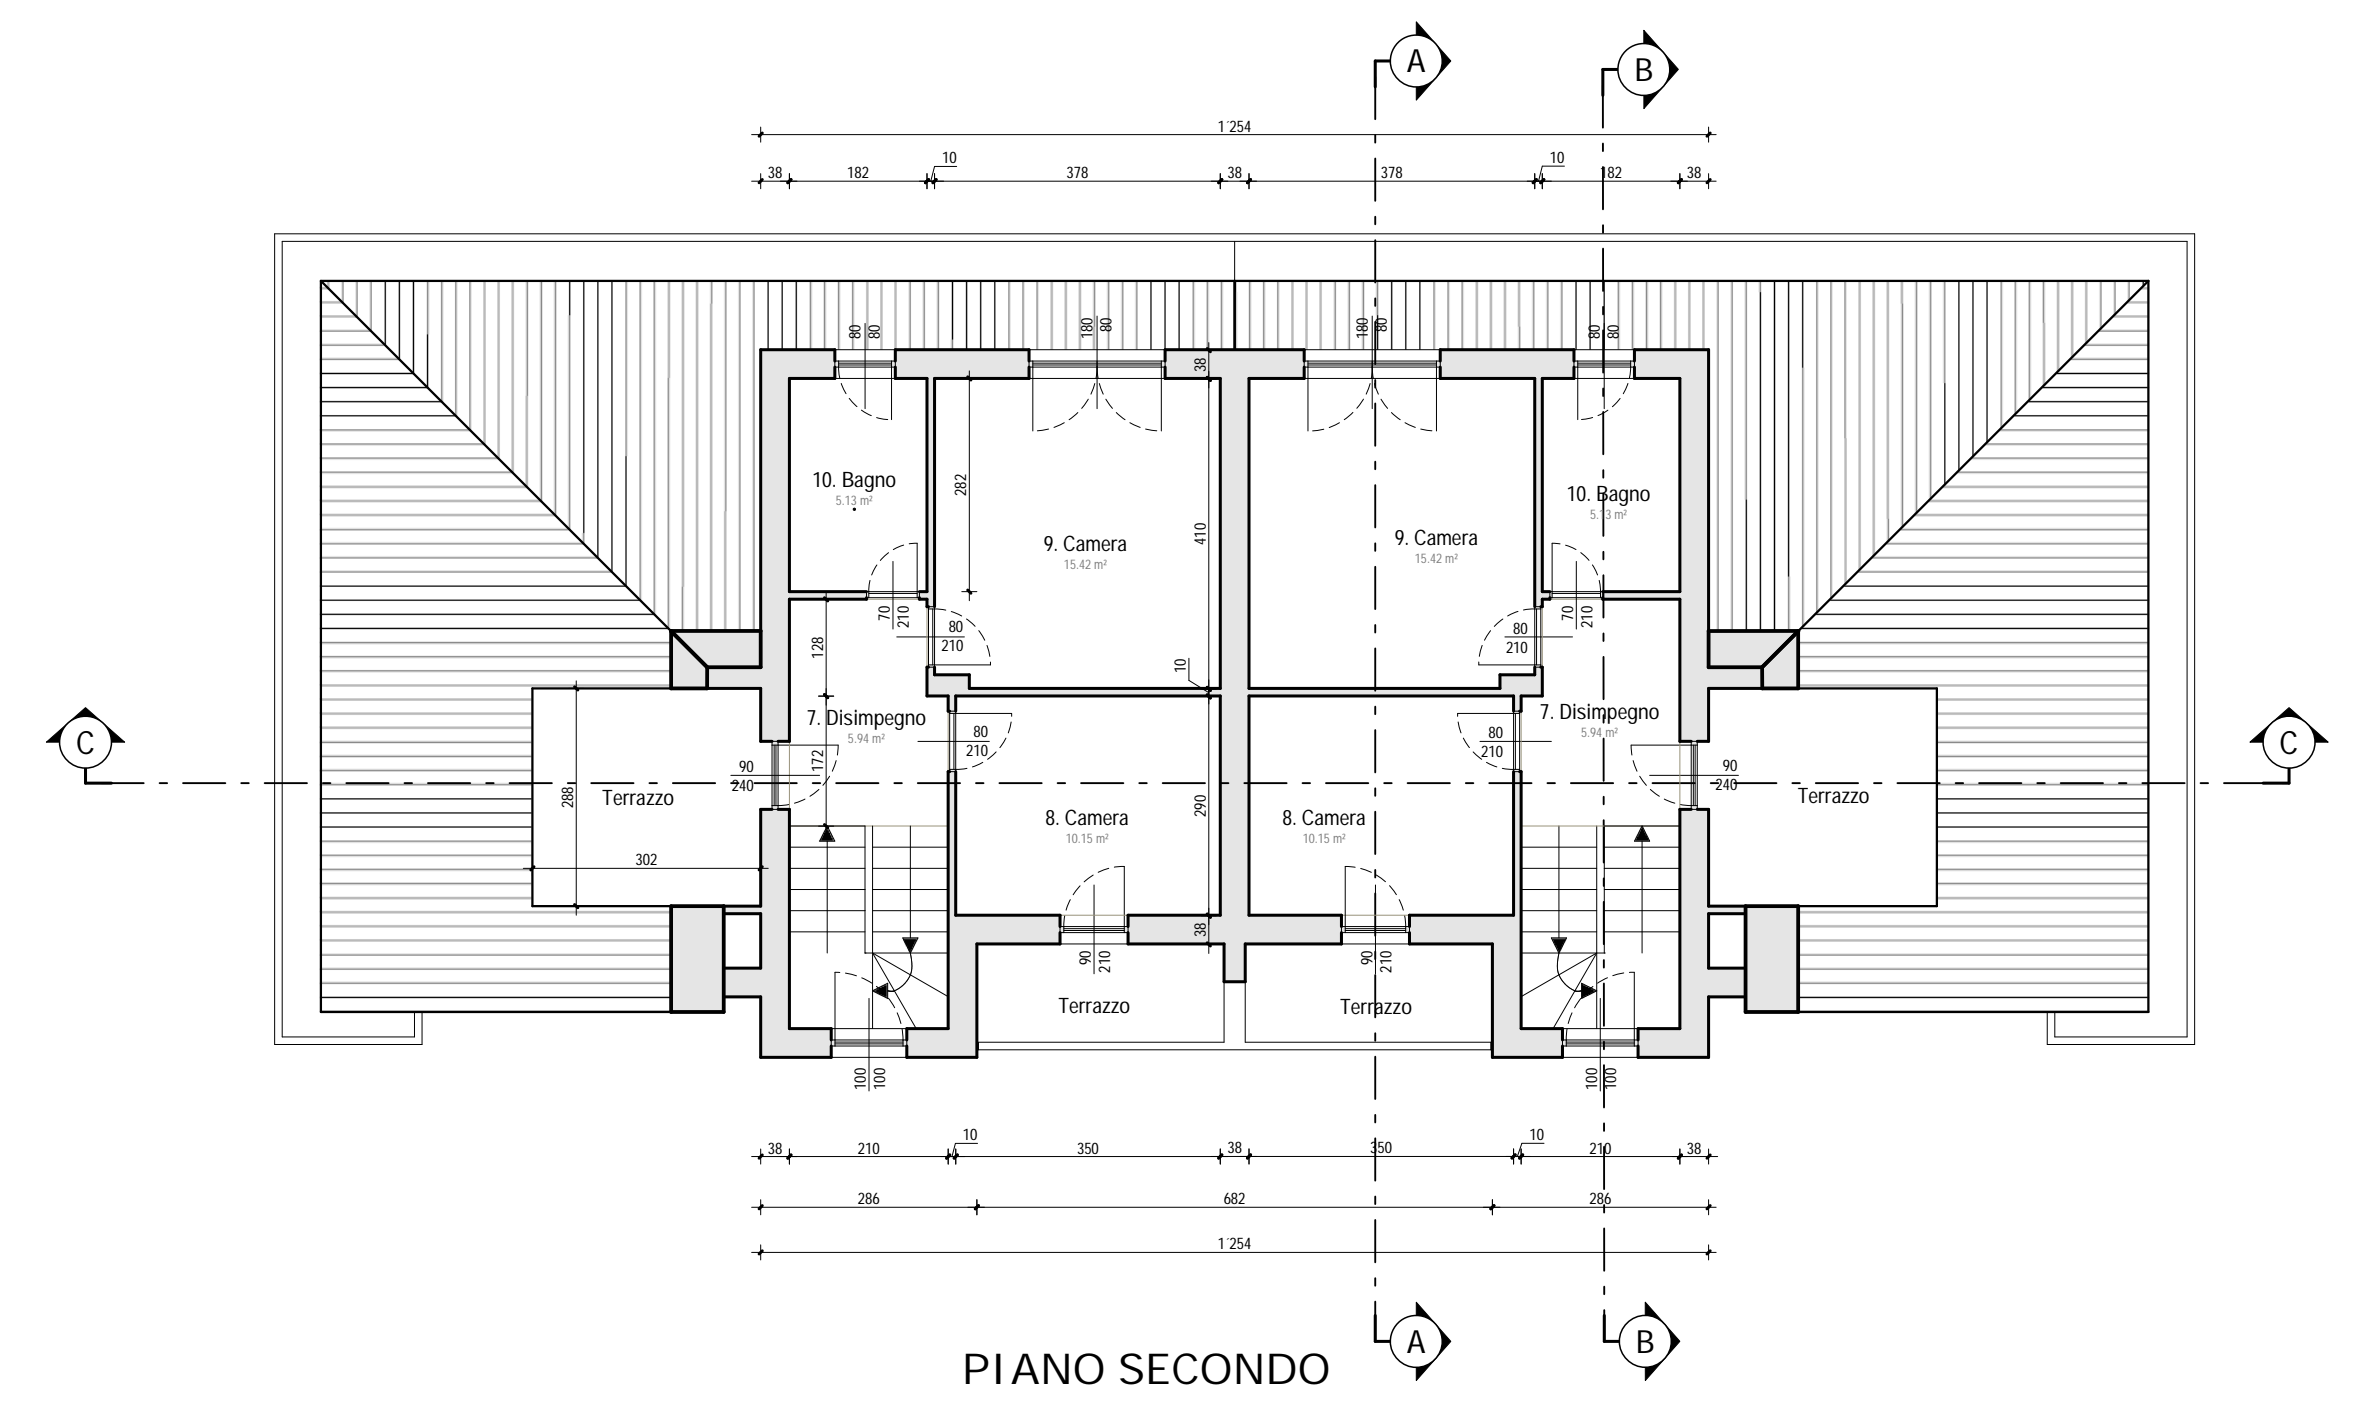 A
B
1´254
10
10
38
182
378
38
378
182
38
80
80
180
80
180
80
80
80
38
10. Bagno
5.13 m²
282
410
9. Camera
15.42 m²
9. Camera
15.42 m²
10. Bagno
5.13 m²
70
210
80
210
80
210
70
210
128
10
7. Disimpegno
5.94 m²
7. Disimpegno
5.94 m²
C
C
80
210
80
210
172
90
240
90
240
288
Terrazzo
Terrazzo
290
8. Camera
10.15 m²
8. Camera
10.15 m²
302
38
90
210
90
210
Terrazzo
Terrazzo
100
100
100
100
10
10
38
210
350
38
350
210
38
286
682
286
1´254
A
B
PIANO SECONDO